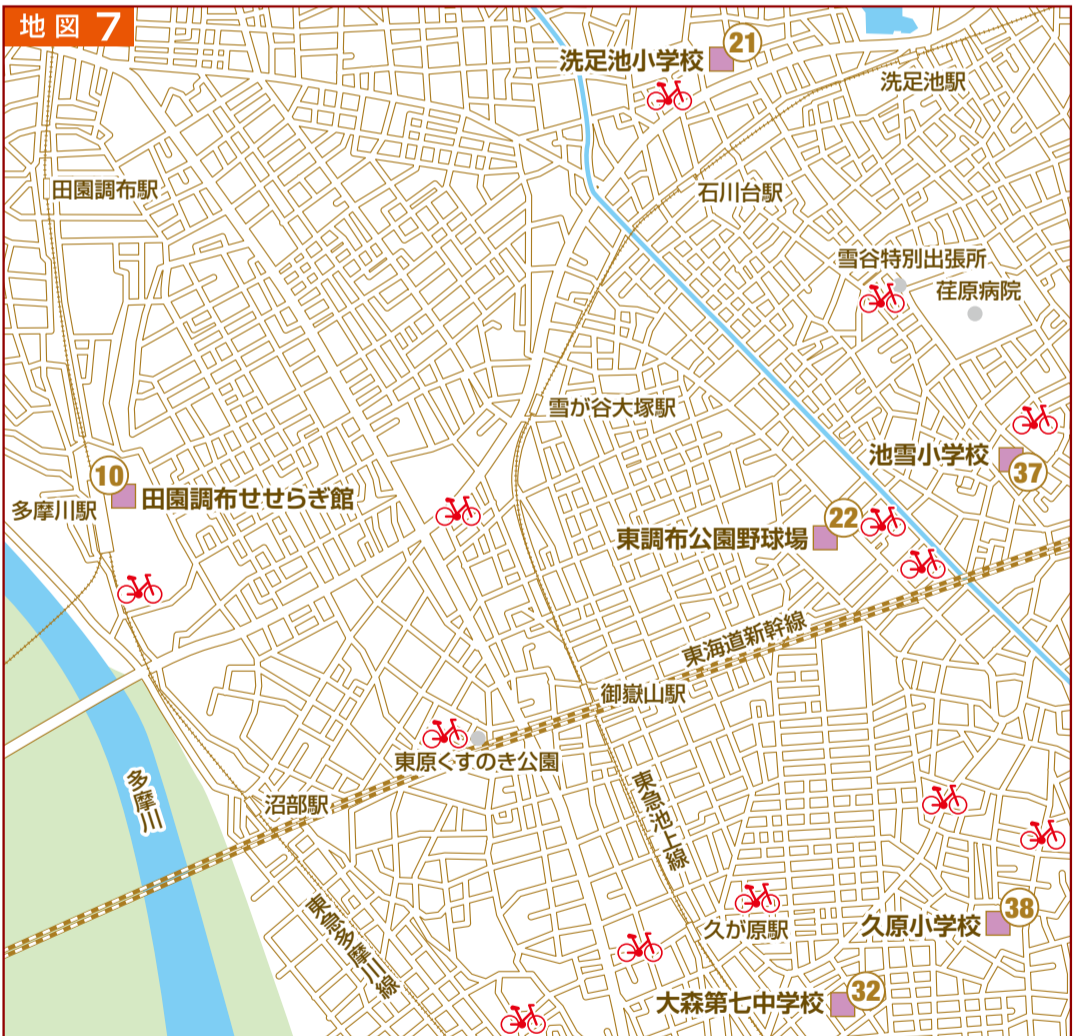 地図 7
洗足池小学校
21
洗足池駅
田園調布駅
石川台駅
雪谷特別出張所
荏原病院
雪が谷大塚駅
池雪小学校
37
10
田園調布せせらぎ館
多摩川駅
22
東調布公園野球場
東海道新幹線
御嶽山駅
東原くすのき公園
多摩川
沼部駅
東急池上線
東急多摩川線
久が原駅
久原小学校
38
大森第七中学校
32